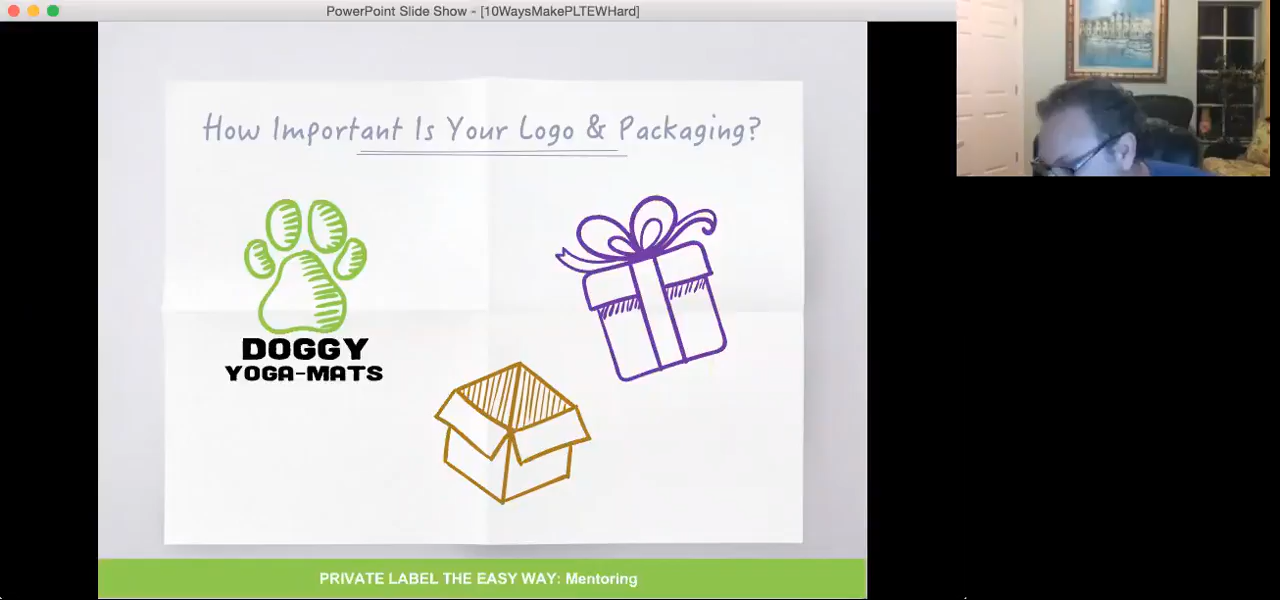 PowerPoint Slide Show - [10WaysMakePLTEWHard]
How Important Is Your Logo & Packaging?
DOGGY
YOGA-MATS
PRIVATE LABEL THE EASY WAY: Mentoring